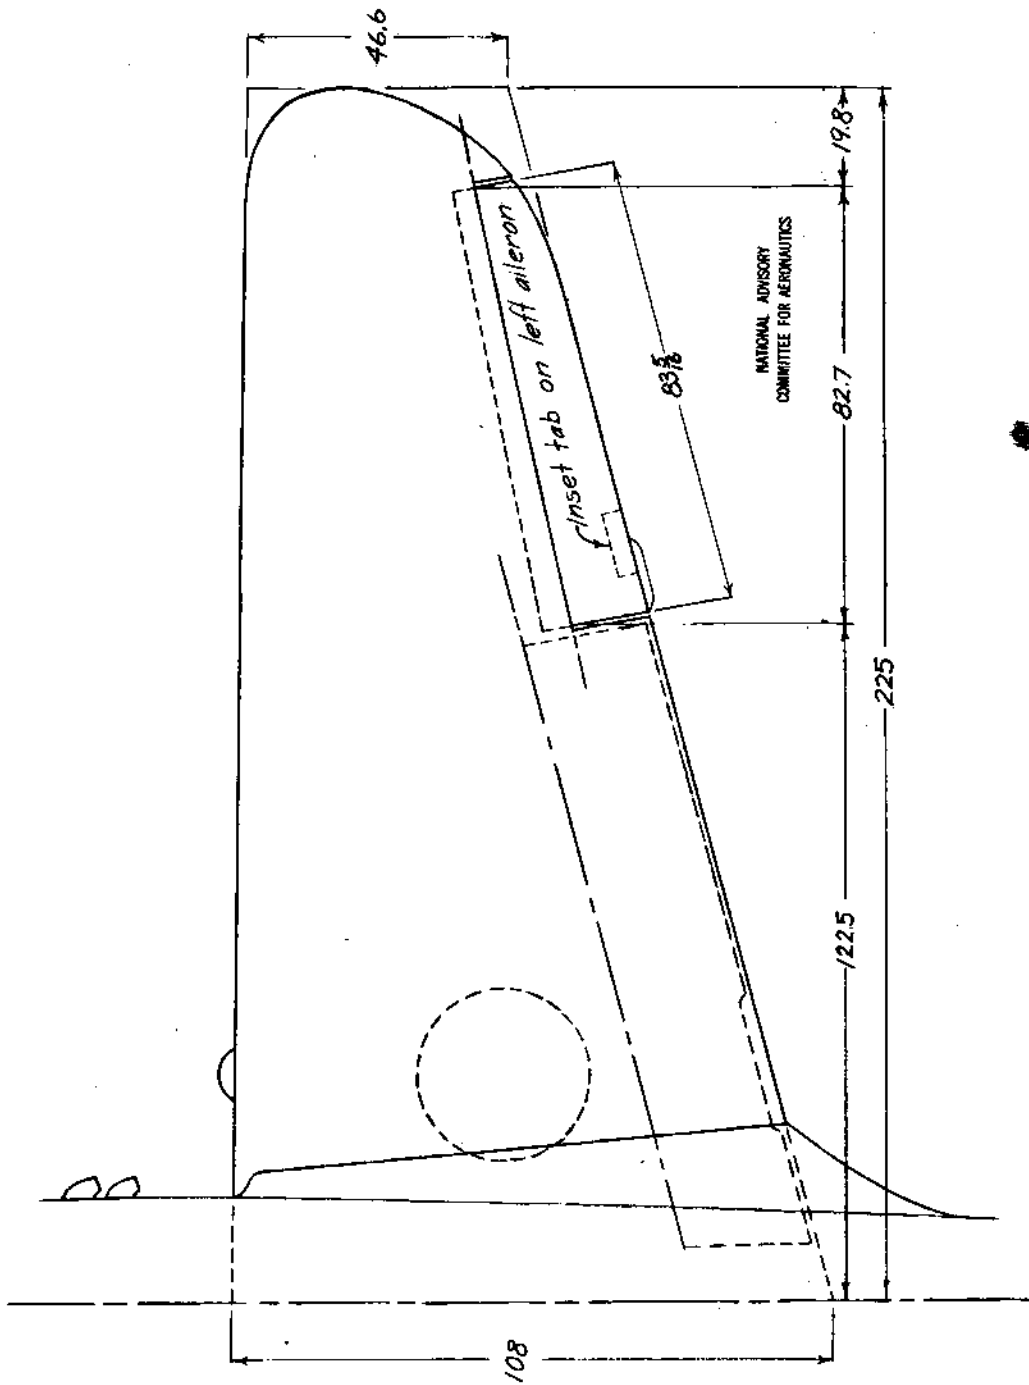 46.6
19.8
Inset tab on left aileron
NATIONAL ADVISORY
COMMITTEE FOR AERONAUTICS
83 5/16
82.7
225
122.5
108